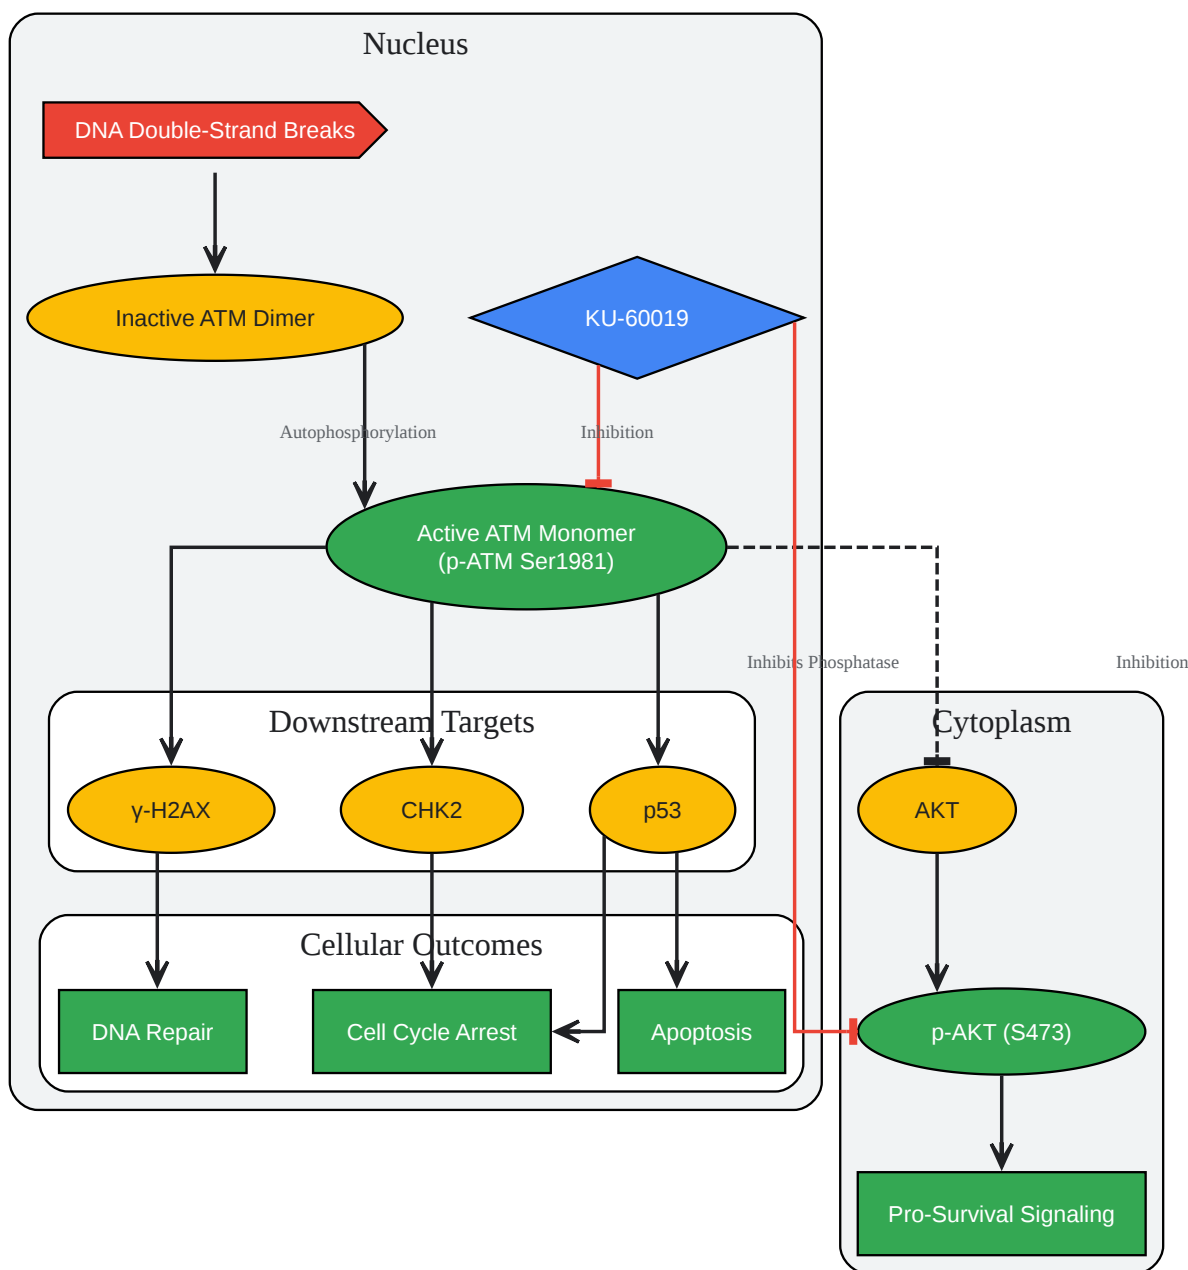 Nucleus
DNA Double-Strand Breaks
Inactive ATM Dimer
KU-60019
Autophosphorylation
Inhibition
Active ATM Monomer
(p-ATM Ser1981)
Inhibits Phosphatase
Inhibition
Downstream Targets
Cytoplasm
γ-H2AX
CHK2
p53
AKT
Cellular Outcomes
DNA Repair
Cell Cycle Arrest
Apoptosis
p-AKT (S473)
Pro-Survival Signaling